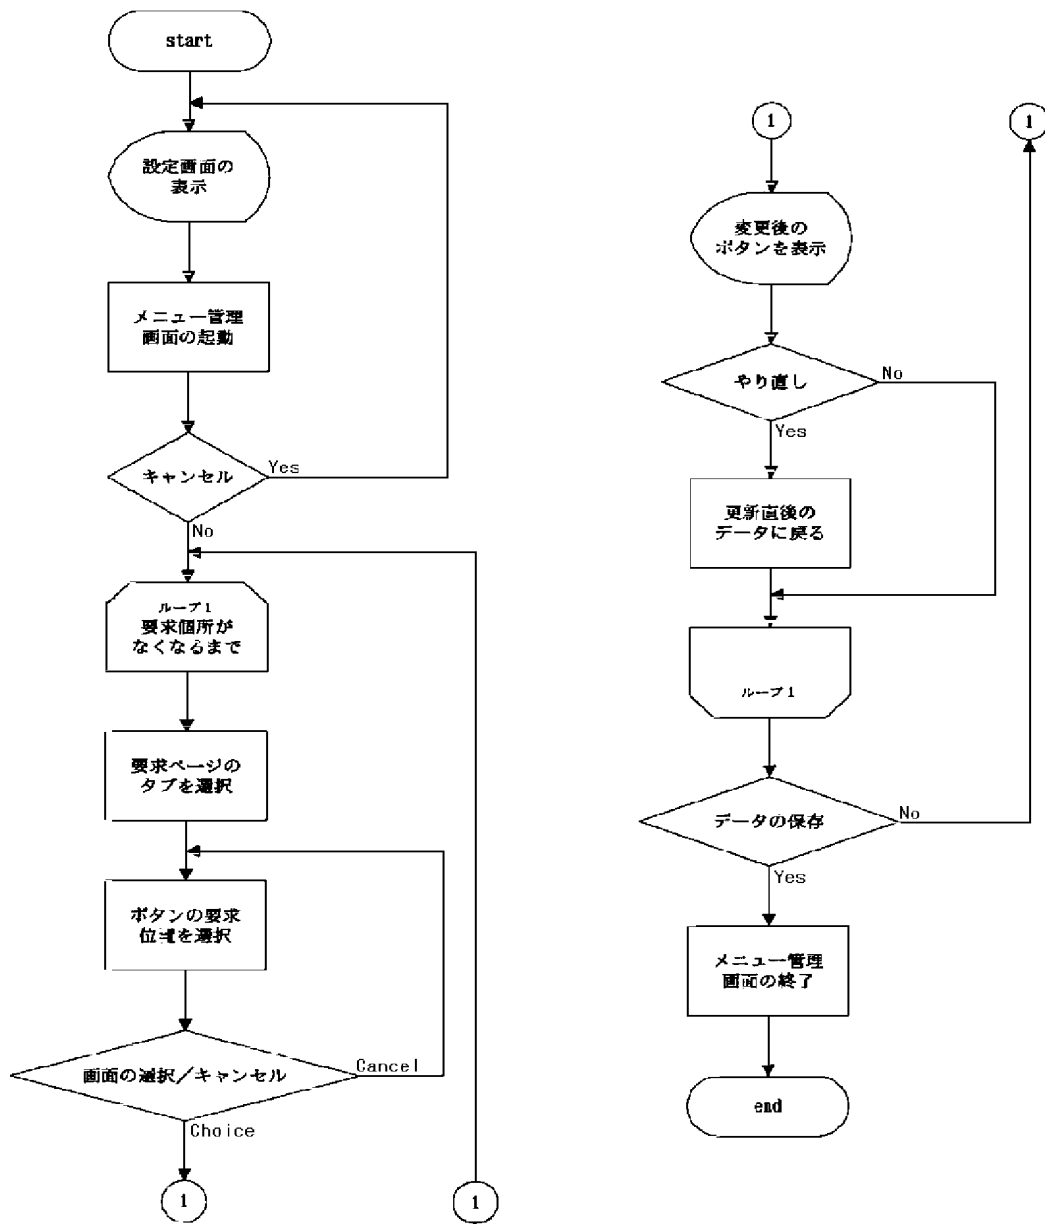 start
設定画面の
表示
メニュー管理
画面の起動
キャンセル
Yes
No
ループ1
要求個所が
なくなるまで
要求ページの
タブを選択
ボタンの要求
位置を選択
画面の選択／キャンセル
Cancel
Choice
1
1
1
1
変更後の
ボタンを表示
やり直し
No
Yes
更新直後の
データに戻る
ループ1
データの保存
No
Yes
メニュー管理
画面の終了
end